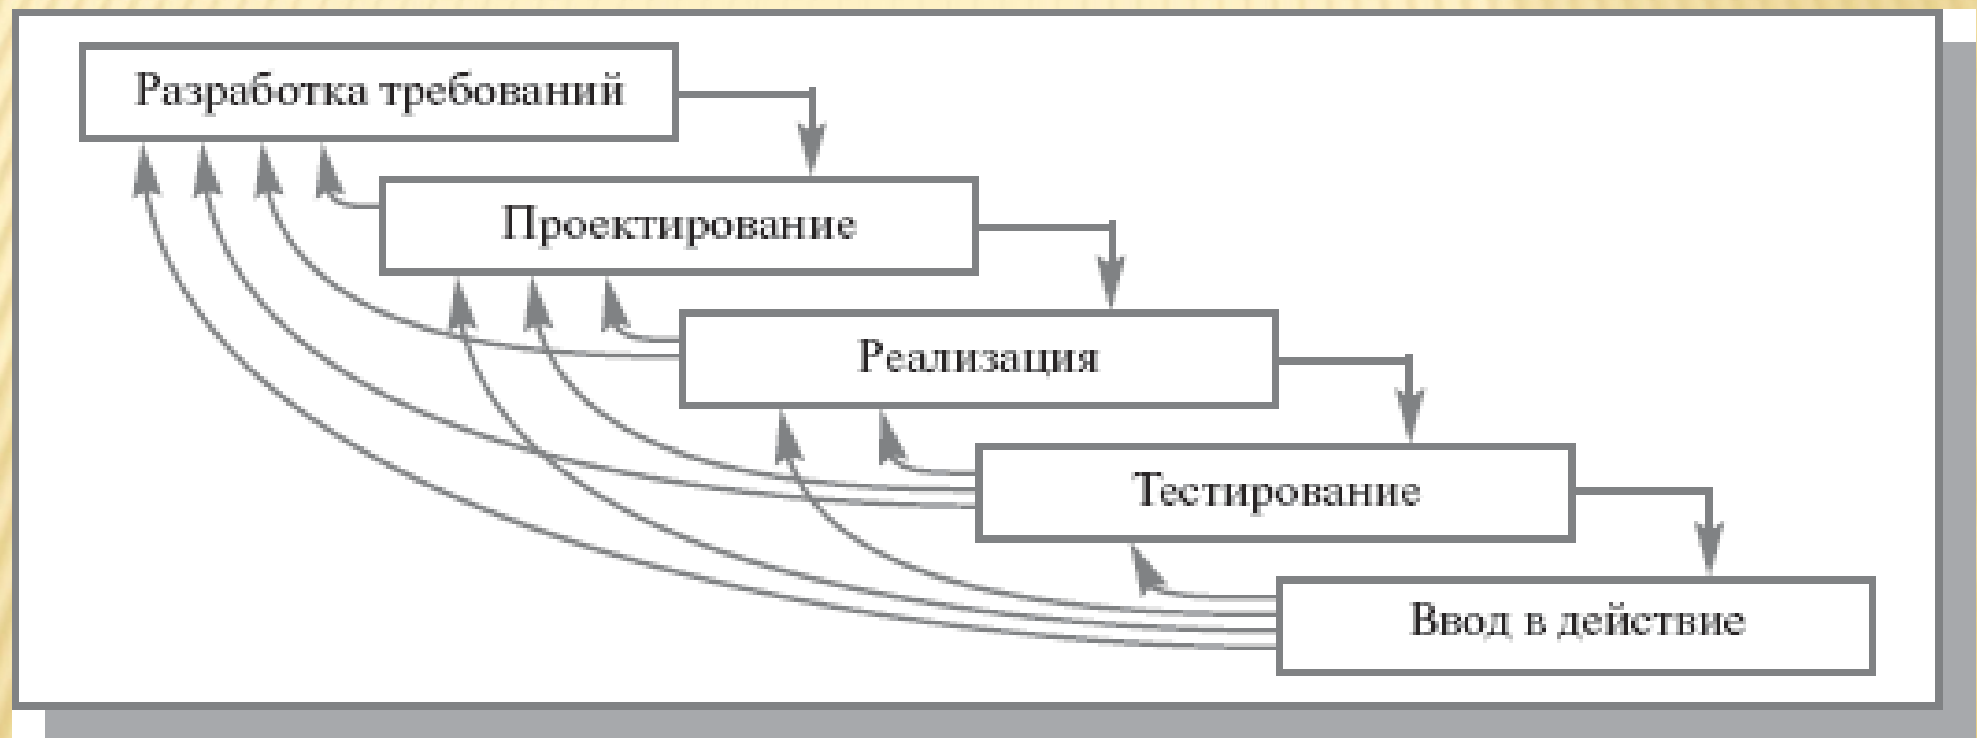 Разработка требований
Проектирование
Реализация
Тестирование
Ввод в действие